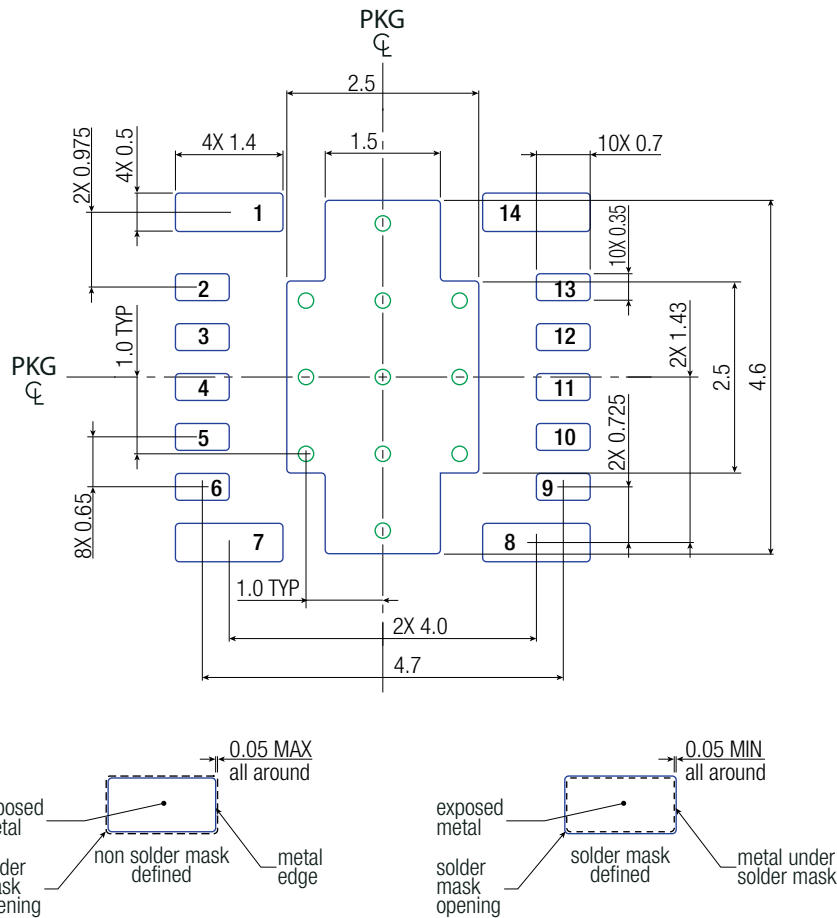 PKG
℄
2.5
4X 1.4
1.5
10X 0.7
2X 0.975
4X 0.5
1
14
10X 0.35
2
13
3
12
1.0 TYP
2X 1.43
PKG
℄
4
11
2.5
4.6
5
10
2X 0.725
6
9
8X 0.65
7
8
1.0 TYP
2X 4.0
4.7
0.05 MAX
all around
non solder mask
defined
metal
edge
0.05 MIN
all around
exposed
metal
solder
mask
opening
solder mask
defined
metal under
solder mask